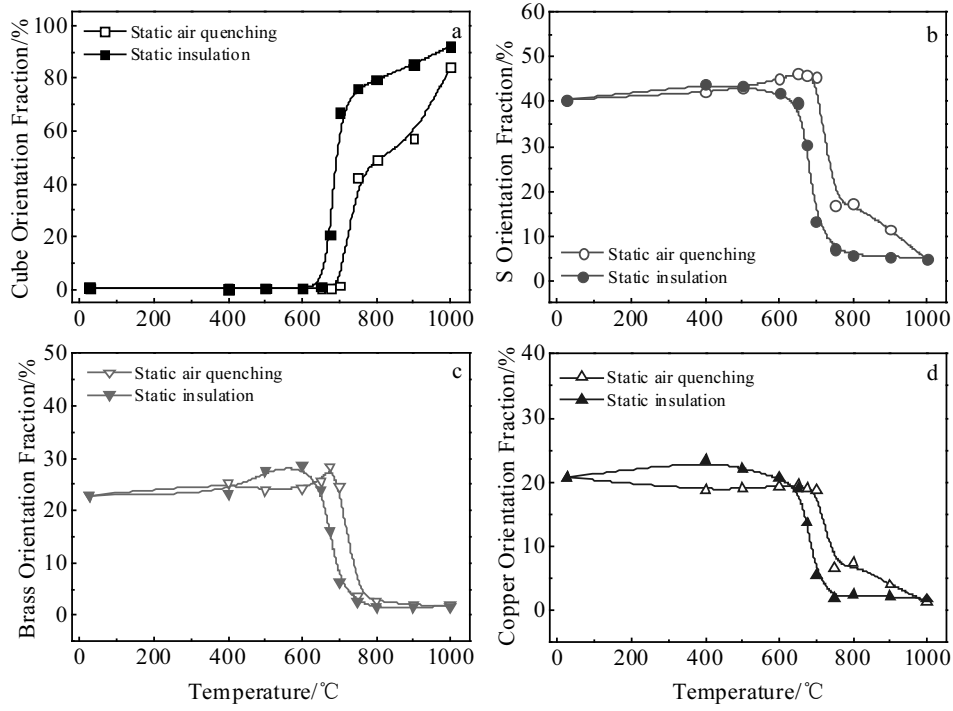 Cube Orientation Fraction/%
100
80
60
40
20
0
Static air quenching
Static insulation
a
0 200 400 600 800 1000
S Orientation Fraction/%
60
50
40
30
20
10
0
b
Static air quenching
Static insulation
0 200 400 600 800 1000
Brass Orientation Fraction/%
50
40
30
20
10
0
Static air quenching
Static insulation
c
0 200 400 600 800 1000
Temperature/℃
Copper Orientation Fraction/%
40
30
20
10
0
Static air quenching
Static insulation
d
0 200 400 600 800 1000
Temperature/℃